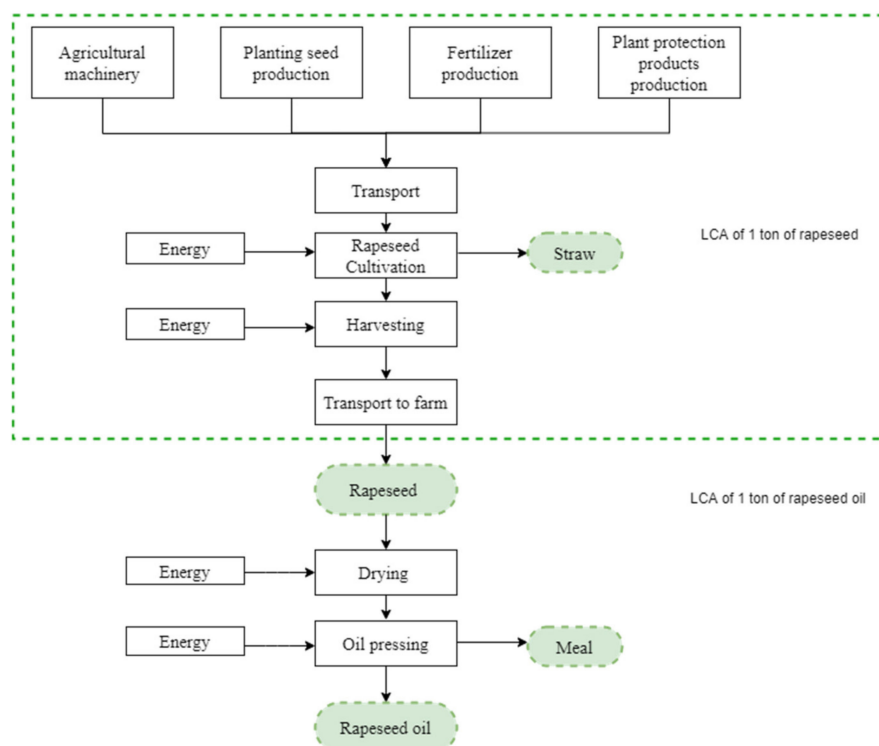 Agricultural
machinery
Planting seed
production
Fertilizer
production
Plant protection
products
production
Transport
Energy
Rapeseed
Cultivation
Straw
LCA of 1 ton of rapeseed
Energy
Harvesting
Transport to farm
Rapeseed
LCA of 1 ton of rapeseed oil
Energy
Drying
Energy
Oil pressing
Meal
Rapeseed oil